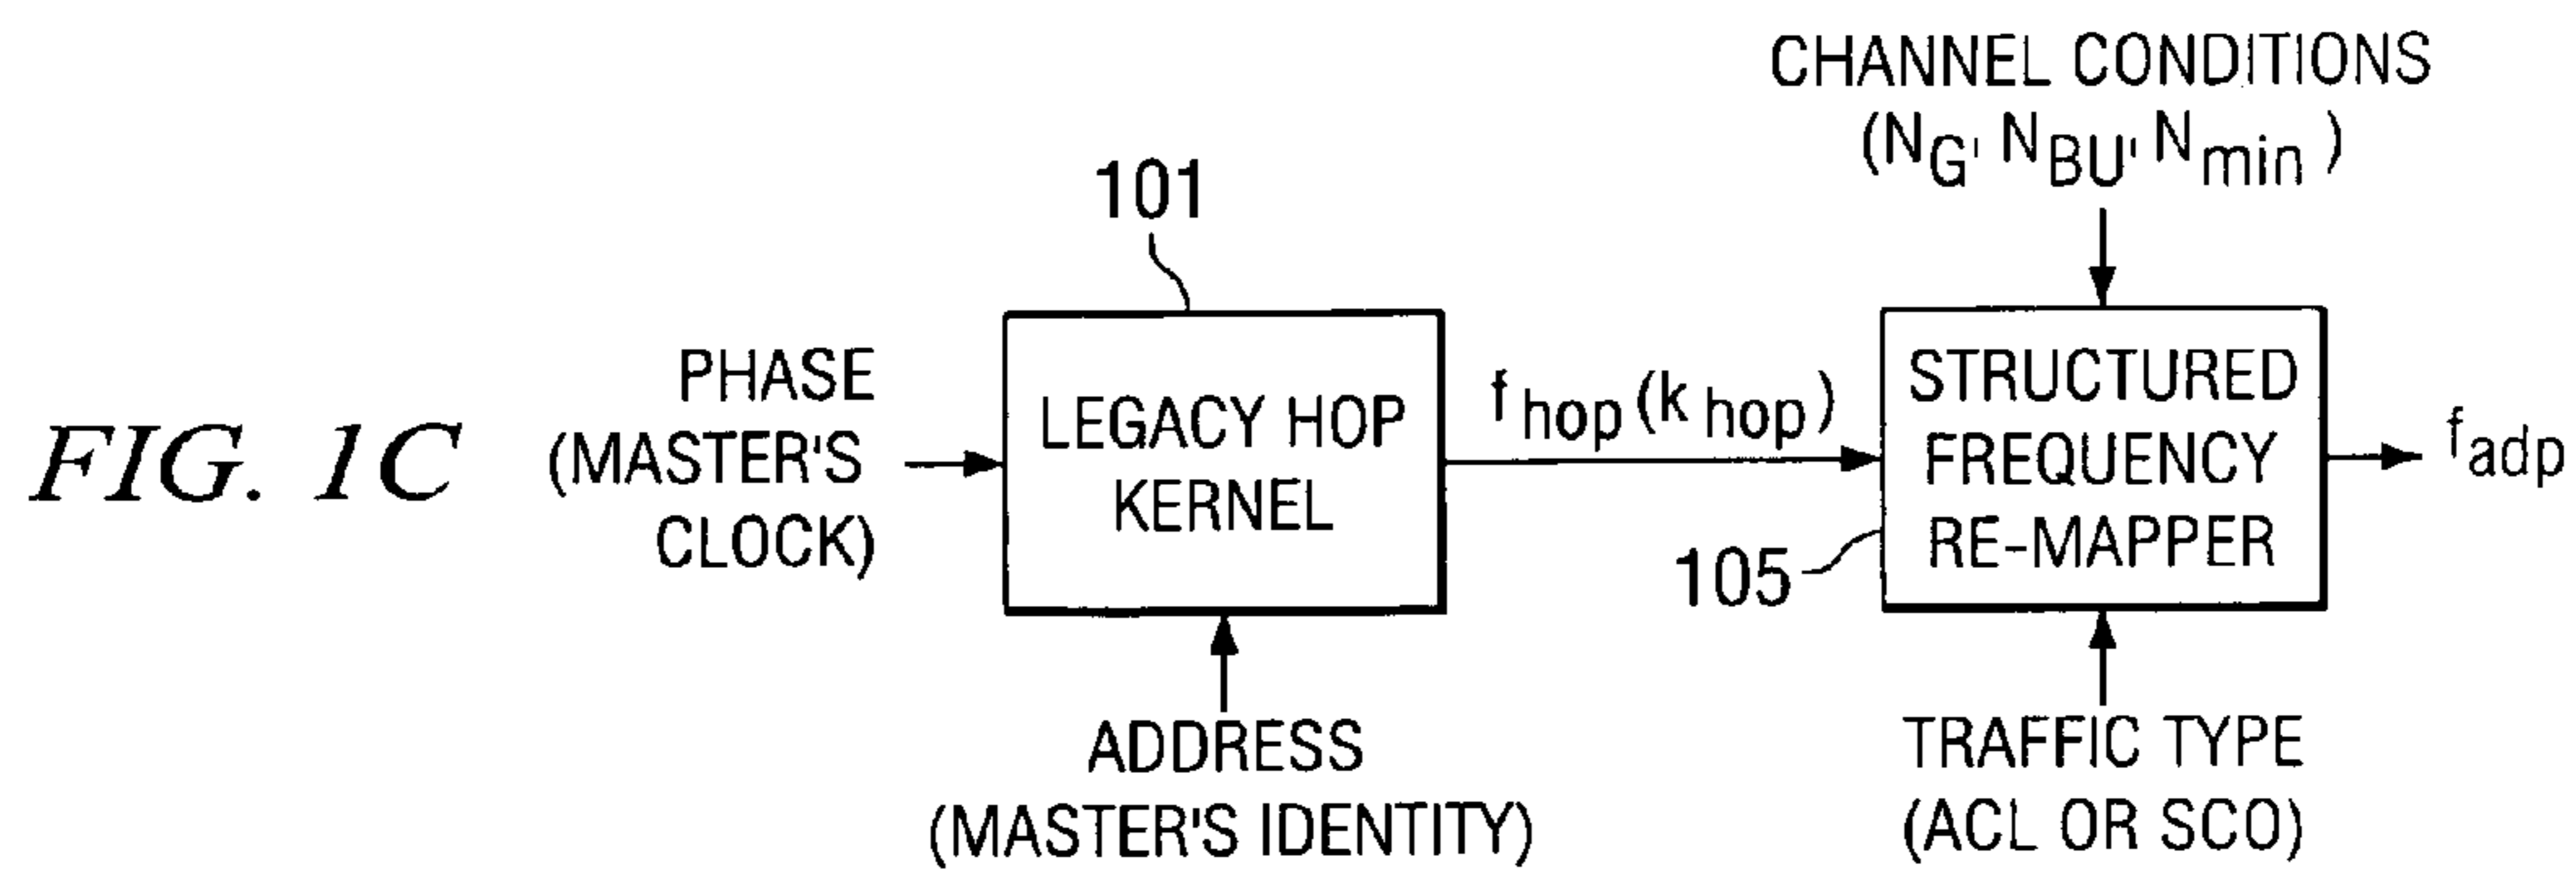 CHANNEL CONDITIONS
(NG, NBU, Nmin)
101
PHASE
(MASTER'S
CLOCK)
LEGACY HOP
KERNEL
fhop(khop)
STRUCTURED
FREQUENCY
RE-MAPPER
fadp
FIG. 1C
105
ADDRESS
(MASTER'S IDENTITY)
TRAFFIC TYPE
(ACL OR SCO)